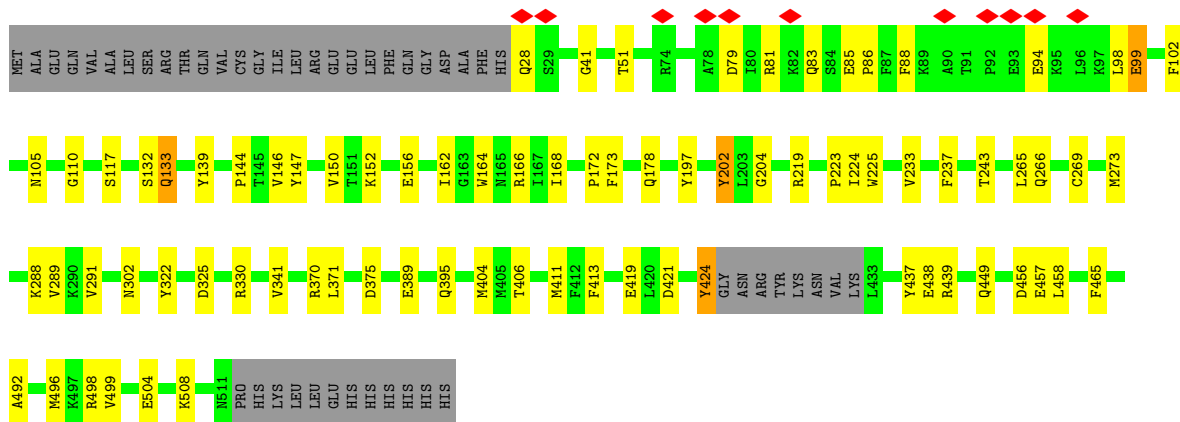 MET ALA GLU GLN VAL ALA LEU SER ARG THR GLN VAL CYS GLY ILE LEU ARG GLU GLU LEU PHE GLN GLY ASP ALA PHE HIS Q28 S29 G41 T51 R74 A78 D79 I80 R81 K82 Q83 S84 E85 P86 F87 F88 K89 A90 T91 P92 E93 E94 K95 L96 K97 L98 E99 F102
N105 G110 S117 S132 Q133 Y139 P144 T145 V146 Y147 V150 T151 K152 E156 I162 G163 W164 N165 R166 I167 I168 P172 F173 Q178 Y197 Y202 L203 G204 R219 P223 I224 W225 V233 F237 T243 L265 Q266 C269 M273
K288 V289 K290 V291 N302 Y322 D325 R330 V341 R370 L371 D375 E389 Q395 M404 M405 T406 M411 F412 F413 E419 L420 D421 Y424 GLY ASN ARG TYR LYS ASN VAL LYS L433 Y437 E438 R439 Q449 D456 E457 L458 F465
A492 M496 K497 R498 V499 E504 K508 N511 PRO HIS LYS LEU LEU GLU HIS HIS HIS HIS HIS HIS